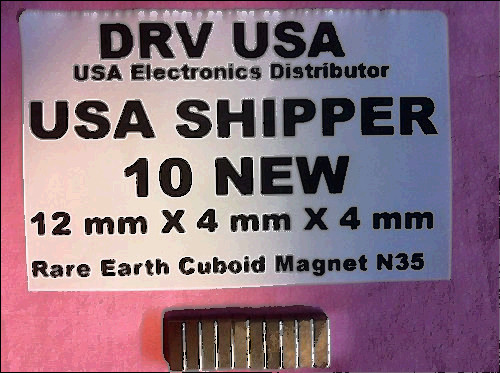 DRV USA
USA Electronics Distributor
USA SHIPPER
10 NEW
12 mm X 4 mm X 4 mm
Rare Earth Cuboid Magnet N35